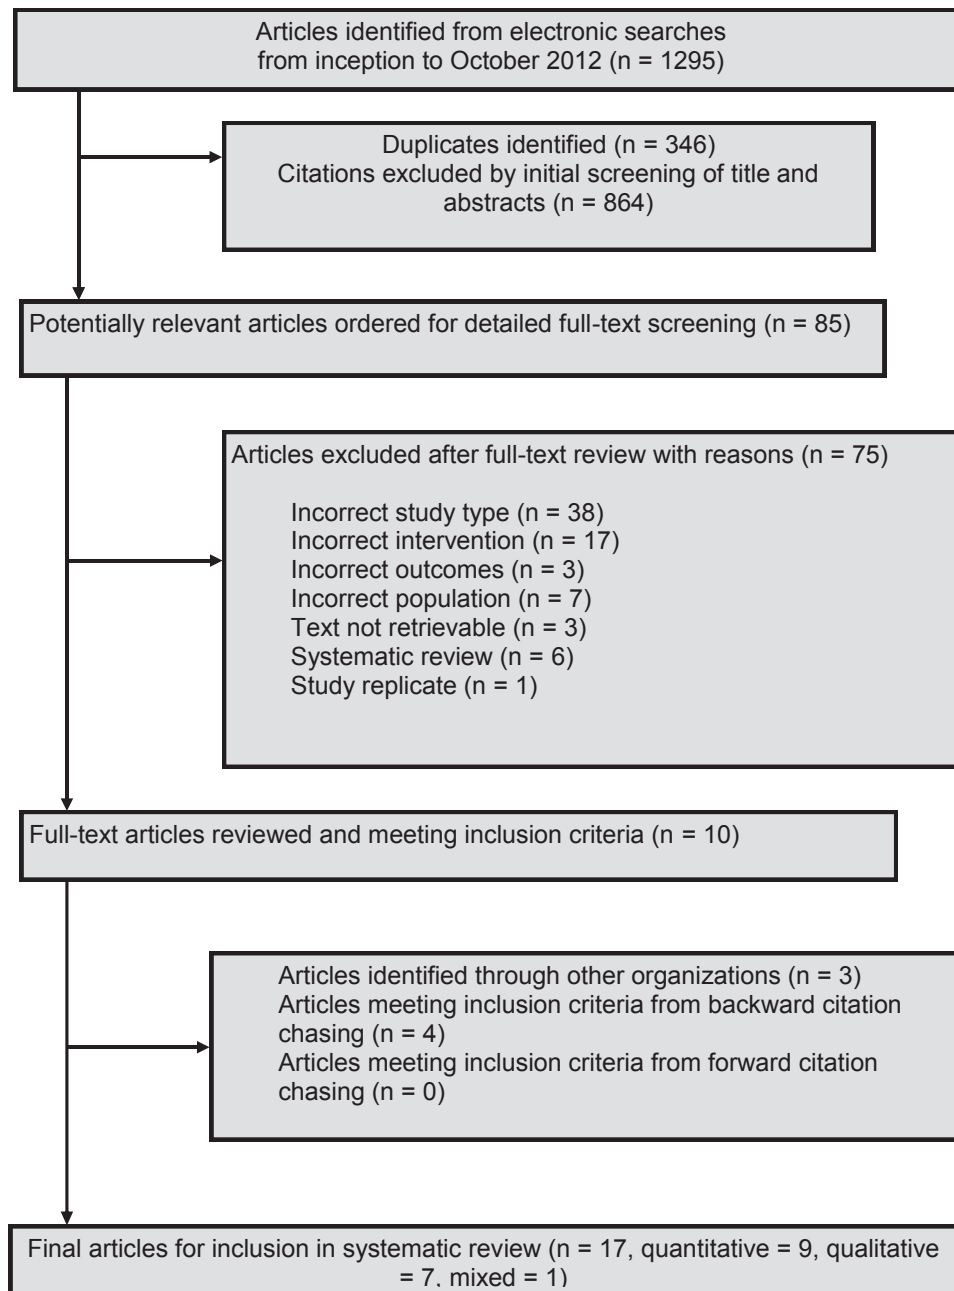 Articles identified from electronic searches
from inception to October 2012 (n = 1295)
Duplicates identified (n = 346)
Citations excluded by initial screening of title and
abstracts (n = 864)
Potentially relevant articles ordered for detailed full-text screening (n = 85)
Articles excluded after full-text review with reasons (n = 75)
Incorrect study type (n = 38)
Incorrect intervention (n = 17)
Incorrect outcomes (n = 3)
Incorrect population (n = 7)
Text not retrievable (n = 3)
Systematic review (n = 6)
Study replicate (n = 1)
Full-text articles reviewed and meeting inclusion criteria (n = 10)
Articles identified through other organizations (n = 3)
Articles meeting inclusion criteria from backward citation
chasing (n = 4)
Articles meeting inclusion criteria from forward citation
chasing (n = 0)
Final articles for inclusion in systematic review (n = 17, quantitative = 9, qualitative
= 7, mixed = 1)